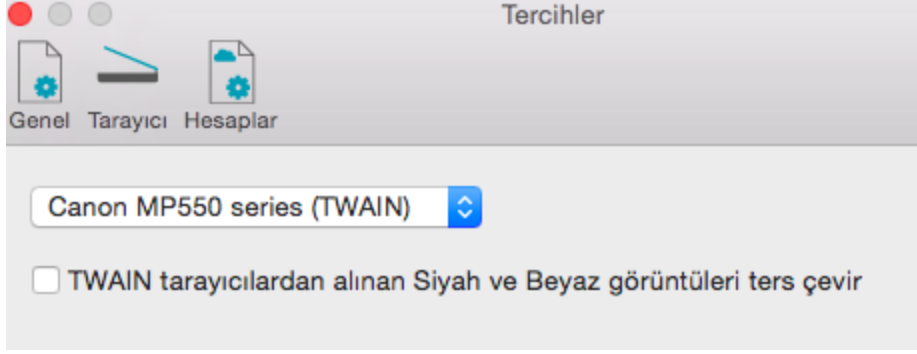 Tercihler
Genel Tarayıcı Hesaplar
Canon MP550 series (TWAIN)
TWAIN tarayıcılardan alınan Siyah ve Beyaz görüntüleri ters çevir